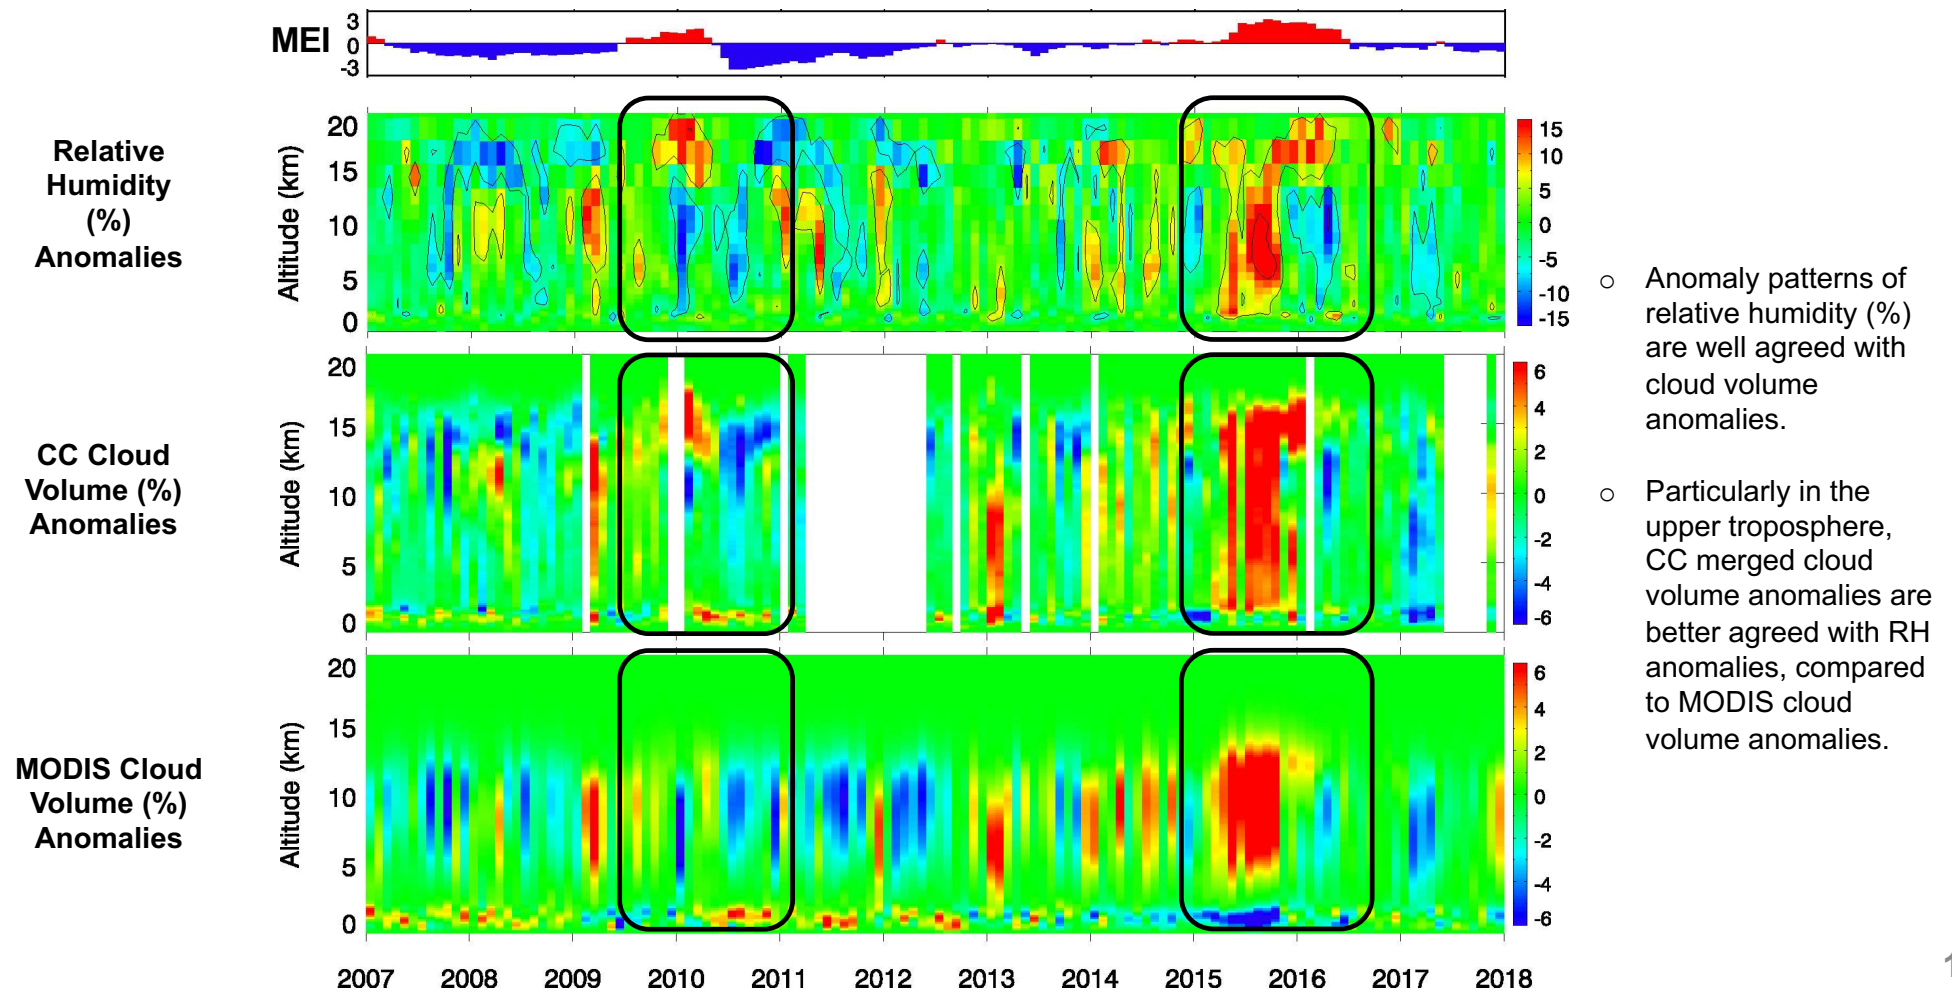 MEI
3
0
-3
Relative
Humidity
(%)
Anomalies
Altitude (km)
20
15
10
5
0
15
10
5
0
-5
-10
-15
CC Cloud
Volume (%)
Anomalies
Altitude (km)
20
15
10
5
0
6
4
2
0
-2
-4
-6
MODIS Cloud
Volume (%)
Anomalies
Altitude (km)
20
15
10
5
0
6
4
2
0
-2
-4
-6
2007 2008 2009 2010 2011 2012 2013 2014 2015 2016 2017 2018
○ Anomaly patterns of
relative humidity (%)
are well agreed with
cloud volume
anomalies.
○ Particularly in the
upper troposphere,
CC merged cloud
volume anomalies are
better agreed with RH
anomalies, compared
to MODIS cloud
volume anomalies.